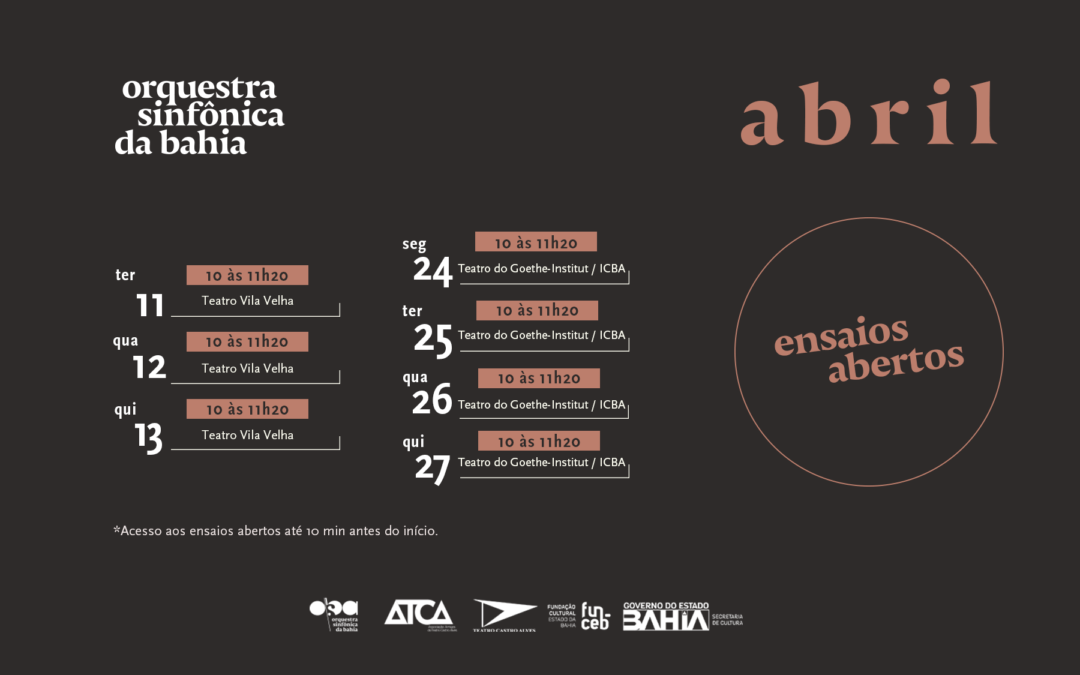 orquestra
sinfônica
da bahia
abril
ter
11
10 às 11h20
Teatro Vila Velha
qua
12
10 às 11h20
Teatro Vila Velha
qui
13
10 às 11h20
Teatro Vila Velha
seg
24
10 às 11h20
Teatro do Goethe-Institut / ICBA
ter
25
10 às 11h20
Teatro do Goethe-Institut / ICBA
qua
26
10 às 11h20
Teatro do Goethe-Institut / ICBA
qui
27
10 às 11h20
Teatro do Goethe-Institut / ICBA
ensaios
abertos
*Acesso aos ensaios abertos até 10 min antes do início.
orquestra
sinfônica
da bahia
ATCA
TEATRO CASTRO ALVES
FUNDAÇÃO
CULTURAL
ESTADO DA
BAHIA
fun-
ceb
GOVERNO DO ESTADO
BAHIA
SECRETARIA
DE CULTURA